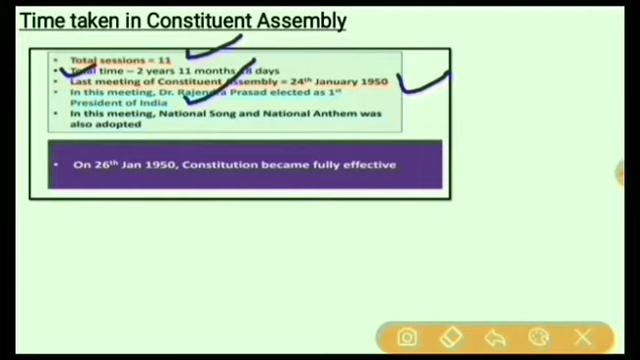 Time taken in Constituent Assembly
• Total sessions = 11
• Total time – 2 years 11 months 18 days
• Last meeting of Constituent Assembly = 24th January 1950
• In this meeting, Dr. Rajendra Prasad elected as 1st
President of India
• In this meeting, National Song and National Anthem was
also adopted
• On 26th Jan 1950, Constitution became fully effective